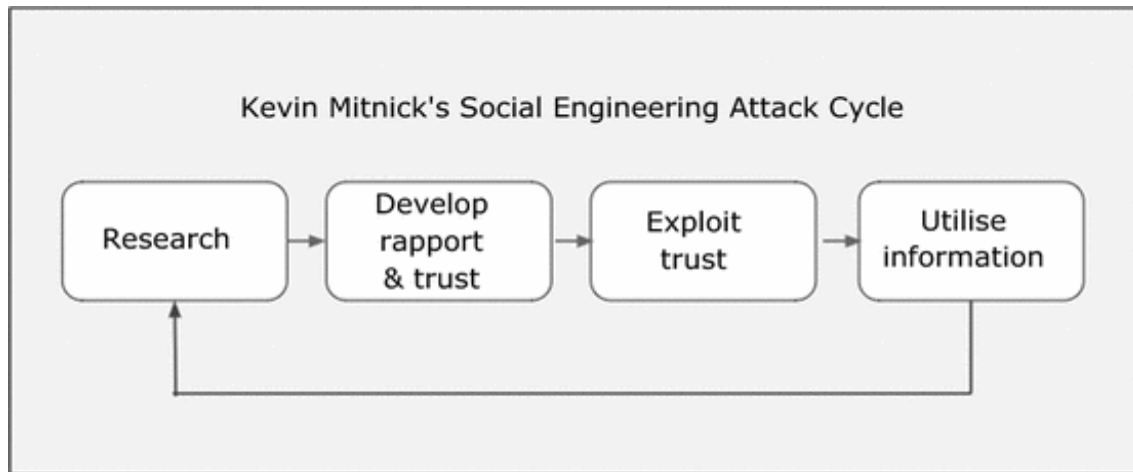 Kevin Mitnick's Social Engineering Attack Cycle
Research
Develop
rapport
& trust
Exploit
trust
Utilise
information